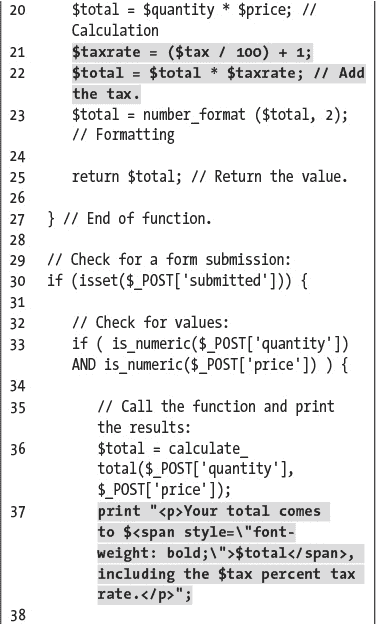 20 $total = $quantity * $price; //
Calculation
21 $taxrate = ($tax / 100) + 1;
22 $total = $total * $taxrate; // Add
the tax.
23 $total = number_format ($total, 2);
// Formatting
24
25 return $total; // Return the value.
26
27 } // End of function.
28
29 // Check for a form submission:
30 if (isset($_POST['submitted'])) {
31
32 // Check for values:
33 if ( is_numeric($_POST['quantity'])
AND is_numeric($_POST['price']) ) {
34
35 // Call the function and print
the results:
36 $total = calculate_
total($_POST['quantity'],
$_POST['price']);
37 print "<p>Your total comes
to $<span style=\"font-
weight: bold;\">$total</span>,
including the $tax percent tax
rate.</p>";
38